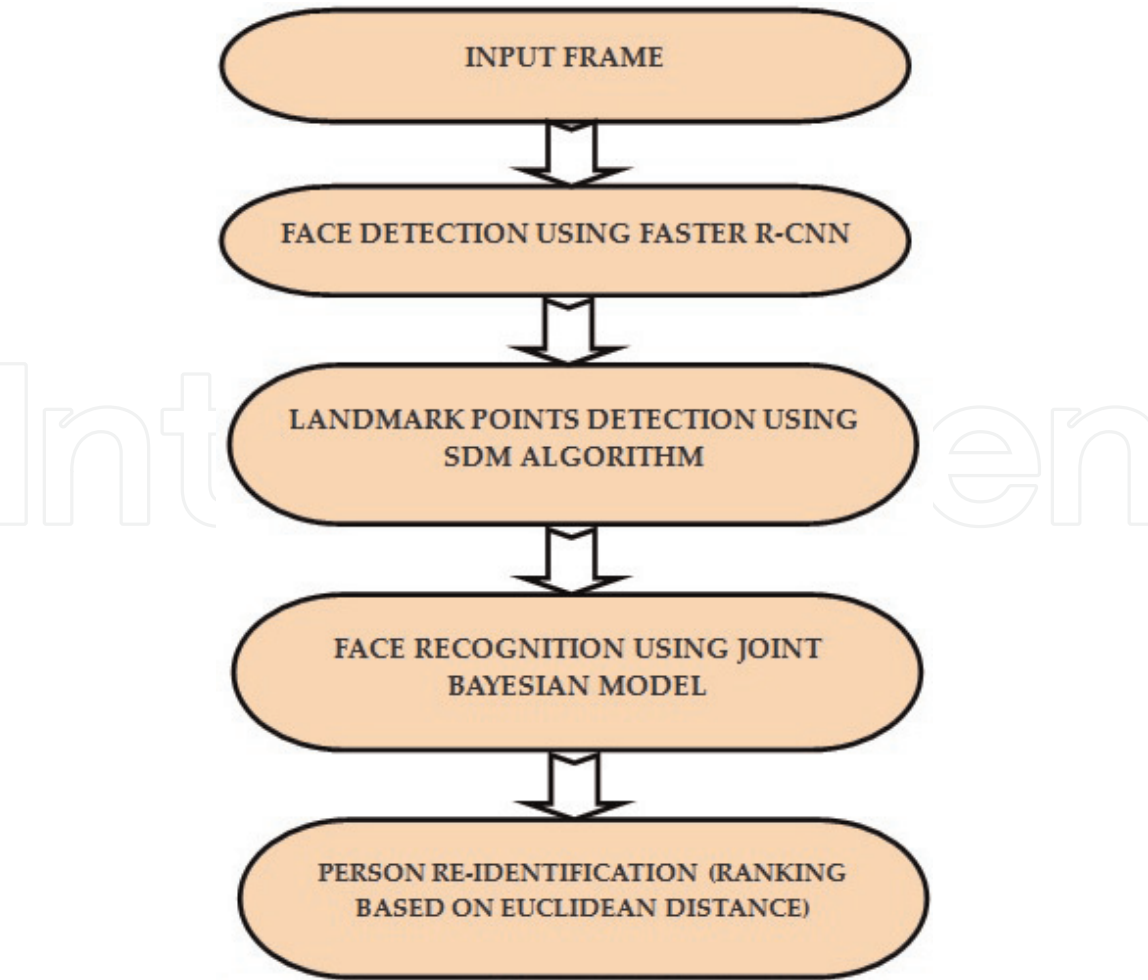 INPUT FRAME
FACE DETECTION USING FASTER R-CNN
LANDMARK POINTS DETECTION USING
SDM ALGORITHM
FACE RECOGNITION USING JOINT
BAYESIAN MODEL
PERSON RE-IDENTIFICATION (RANKING
BASED ON EUCLIDEAN DISTANCE)